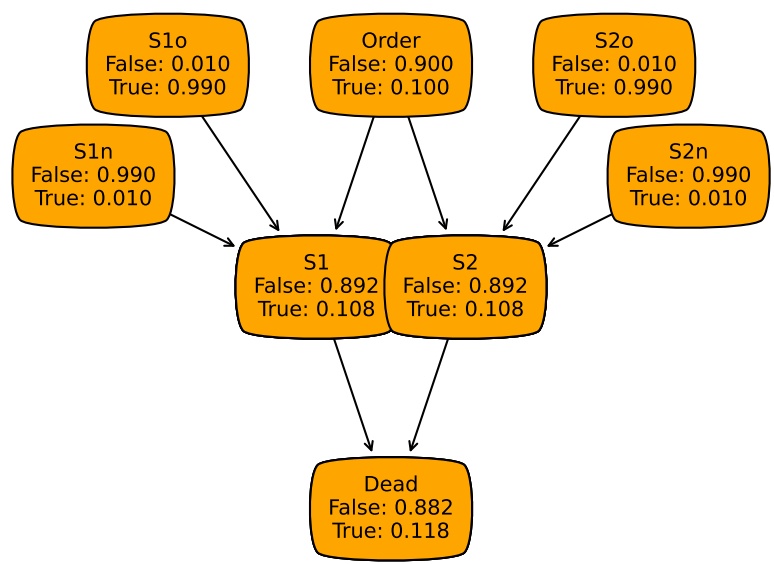 S1o
False: 0.010
True: 0.990
Order
False: 0.900
True: 0.100
S2o
False: 0.010
True: 0.990
S1n
False: 0.990
True: 0.010
S2n
False: 0.990
True: 0.010
S1
False: 0.892
True: 0.108
S2
False: 0.892
True: 0.108
Dead
False: 0.882
True: 0.118